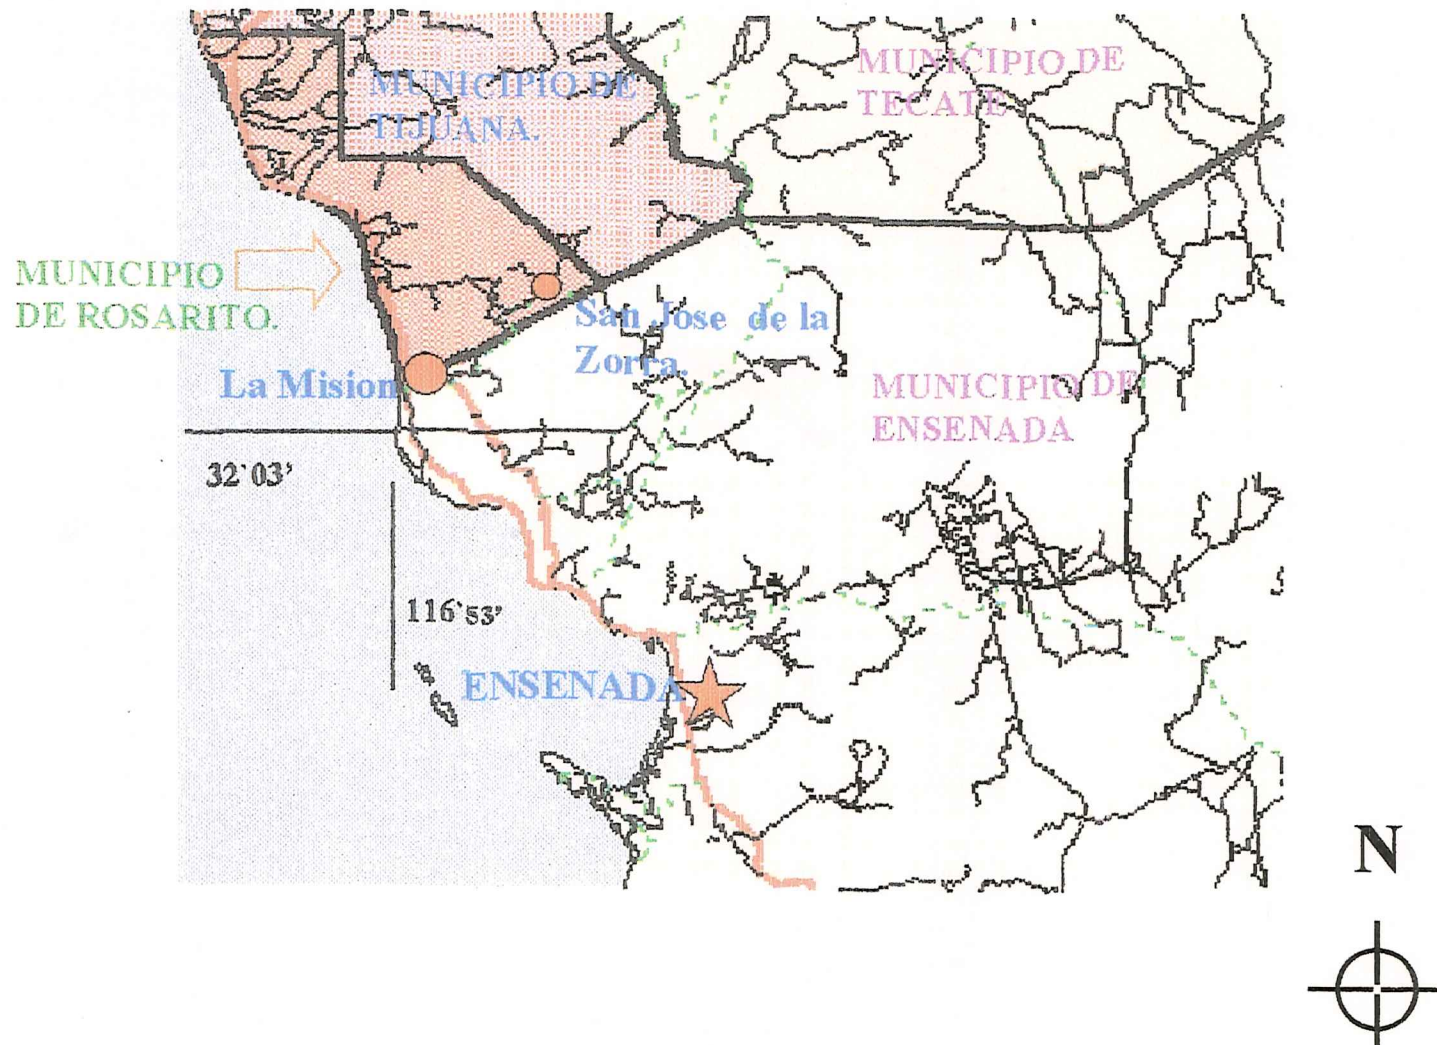 MUNICIPIO DE
TIJUANA.
MUNICIPIO DE
TECATE
MUNICIPIO
DE ROSARITO.
San Jose de la
Zorra.
La Mision
MUNICIPIO DE
ENSENADA
32°03'
116°53'
ENSENADA
N